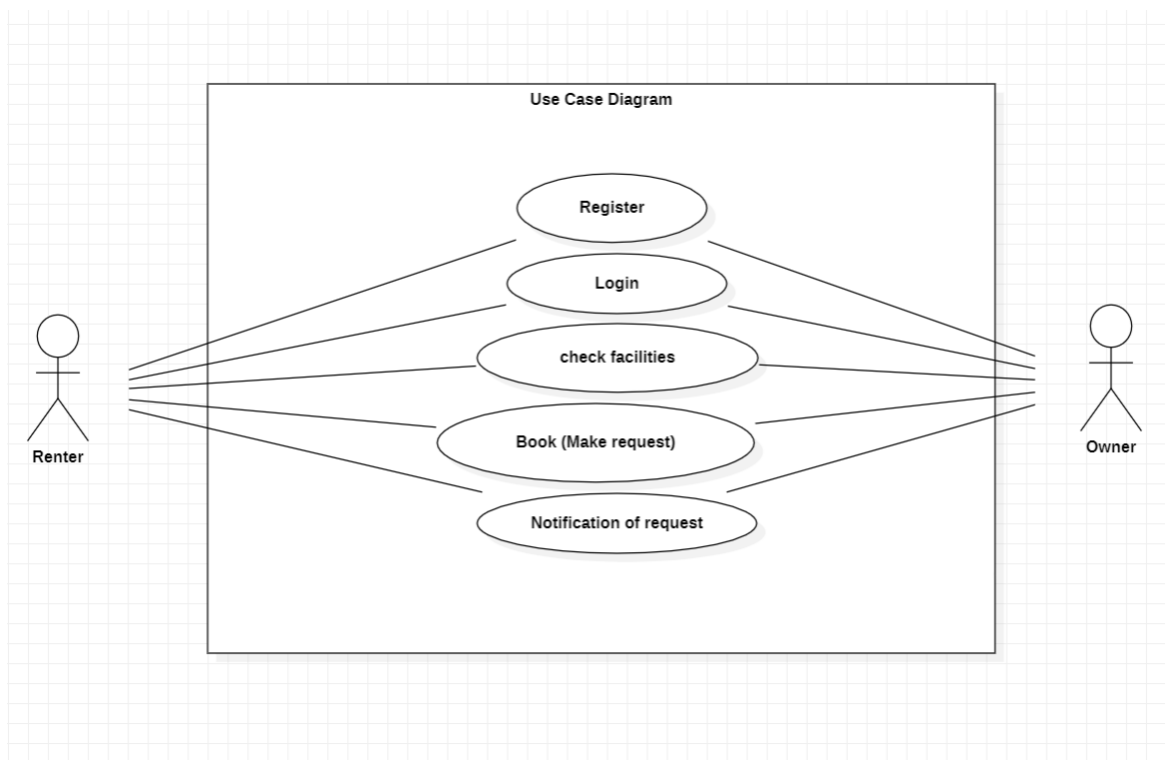 Use Case Diagram
Register
Login
check facilities
Book (Make request)
Notification of request
Renter
Owner